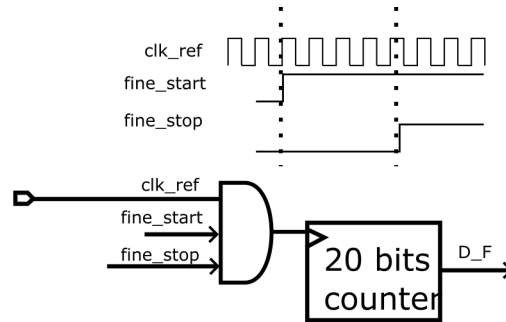 clk_ref
fine_start
fine_stop
clk_ref
fine_start
fine_stop
20 bits
counter
D_F